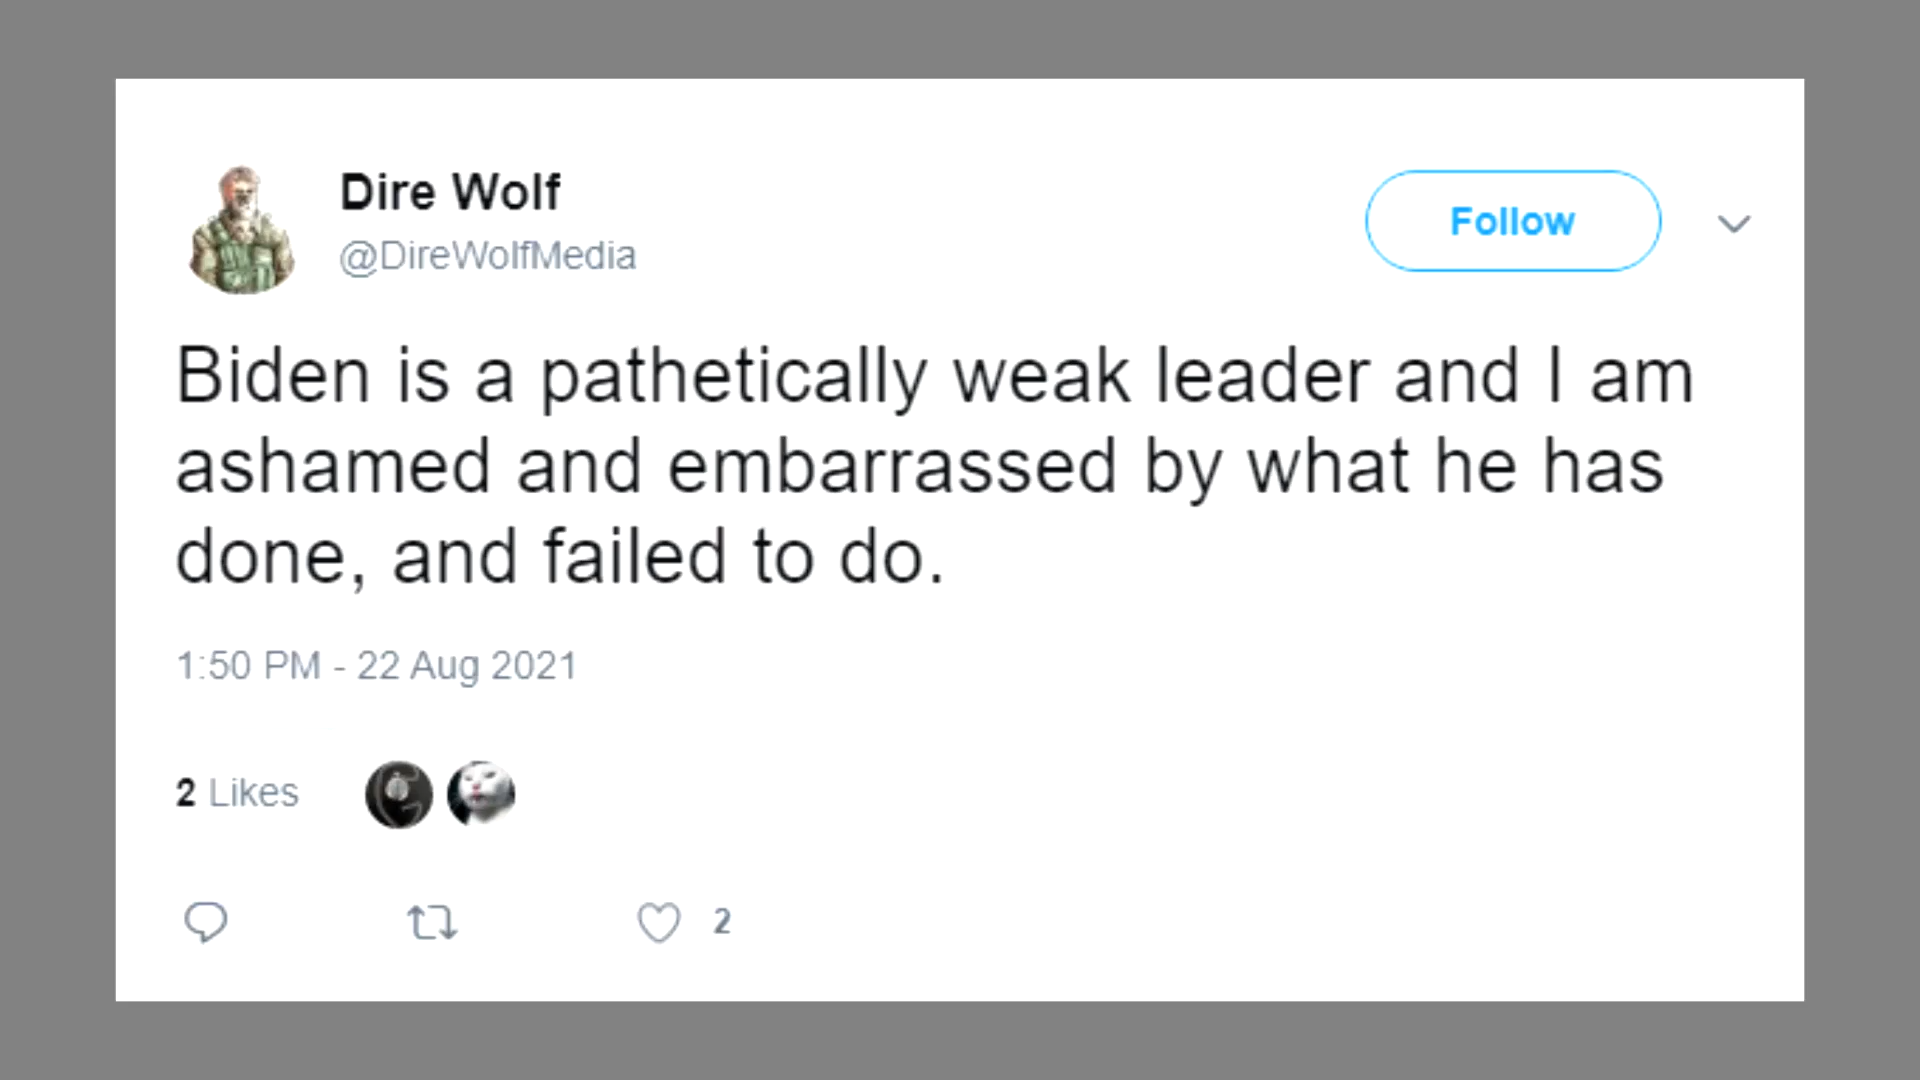 Dire Wolf
@DireWolfMedia
Follow
Biden is a pathetically weak leader and I am
ashamed and embarrassed by what he has
done, and failed to do.
1:50 PM - 22 Aug 2021
2 Likes
2